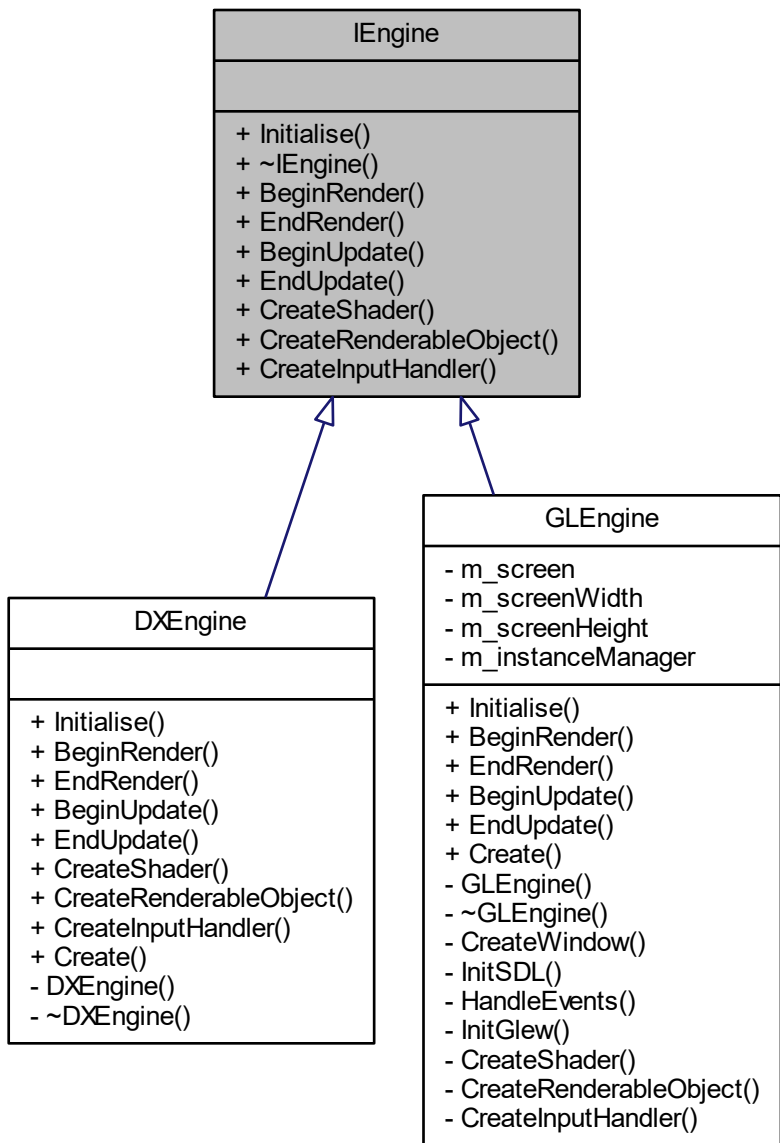 IEngine
+ Initialise()
+ ~IEngine()
+ BeginRender()
+ EndRender()
+ BeginUpdate()
+ EndUpdate()
+ CreateShader()
+ CreateRenderableObject()
+ CreateInputHandler()
DXEngine
+ Initialise()
+ BeginRender()
+ EndRender()
+ BeginUpdate()
+ EndUpdate()
+ CreateShader()
+ CreateRenderableObject()
+ CreateInputHandler()
+ Create()
- DXEngine()
- ~DXEngine()
GLEngine
- m_screen
- m_screenWidth
- m_screenHeight
- m_instanceManager
+ Initialise()
+ BeginRender()
+ EndRender()
+ BeginUpdate()
+ EndUpdate()
+ Create()
- GLEngine()
- ~GLEngine()
- CreateWindow()
- InitSDL()
- HandleEvents()
- InitGlew()
- CreateShader()
- CreateRenderableObject()
- CreateInputHandler()